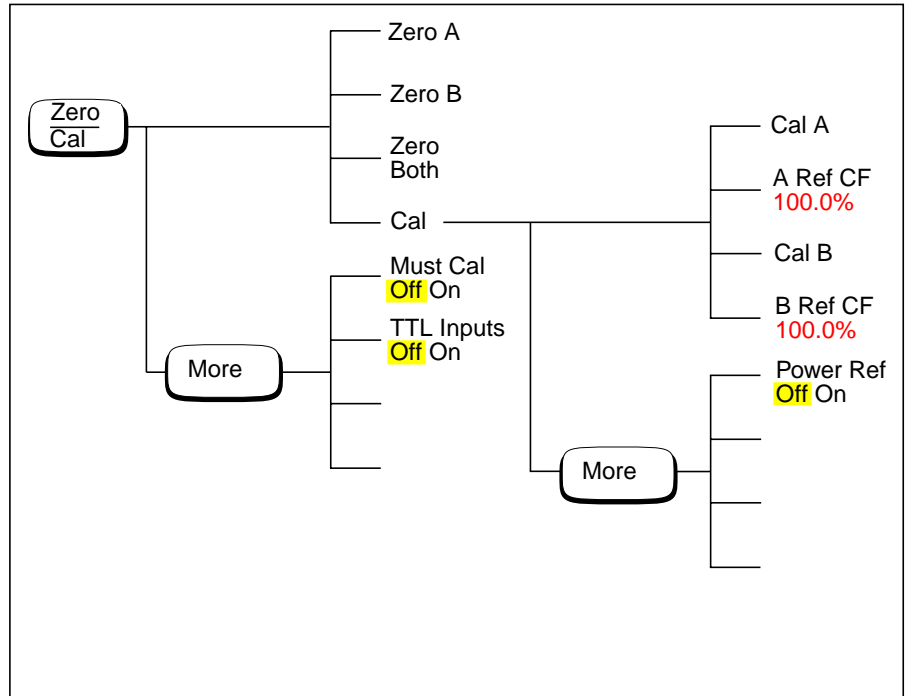 Zero
Cal
Zero A
Zero B
Zero
Both
Cal
Must Cal
Off On
TTL Inputs
Off On
More
Cal A
A Ref CF
100.0%
Cal B
B Ref CF
100.0%
Power Ref
Off On
More